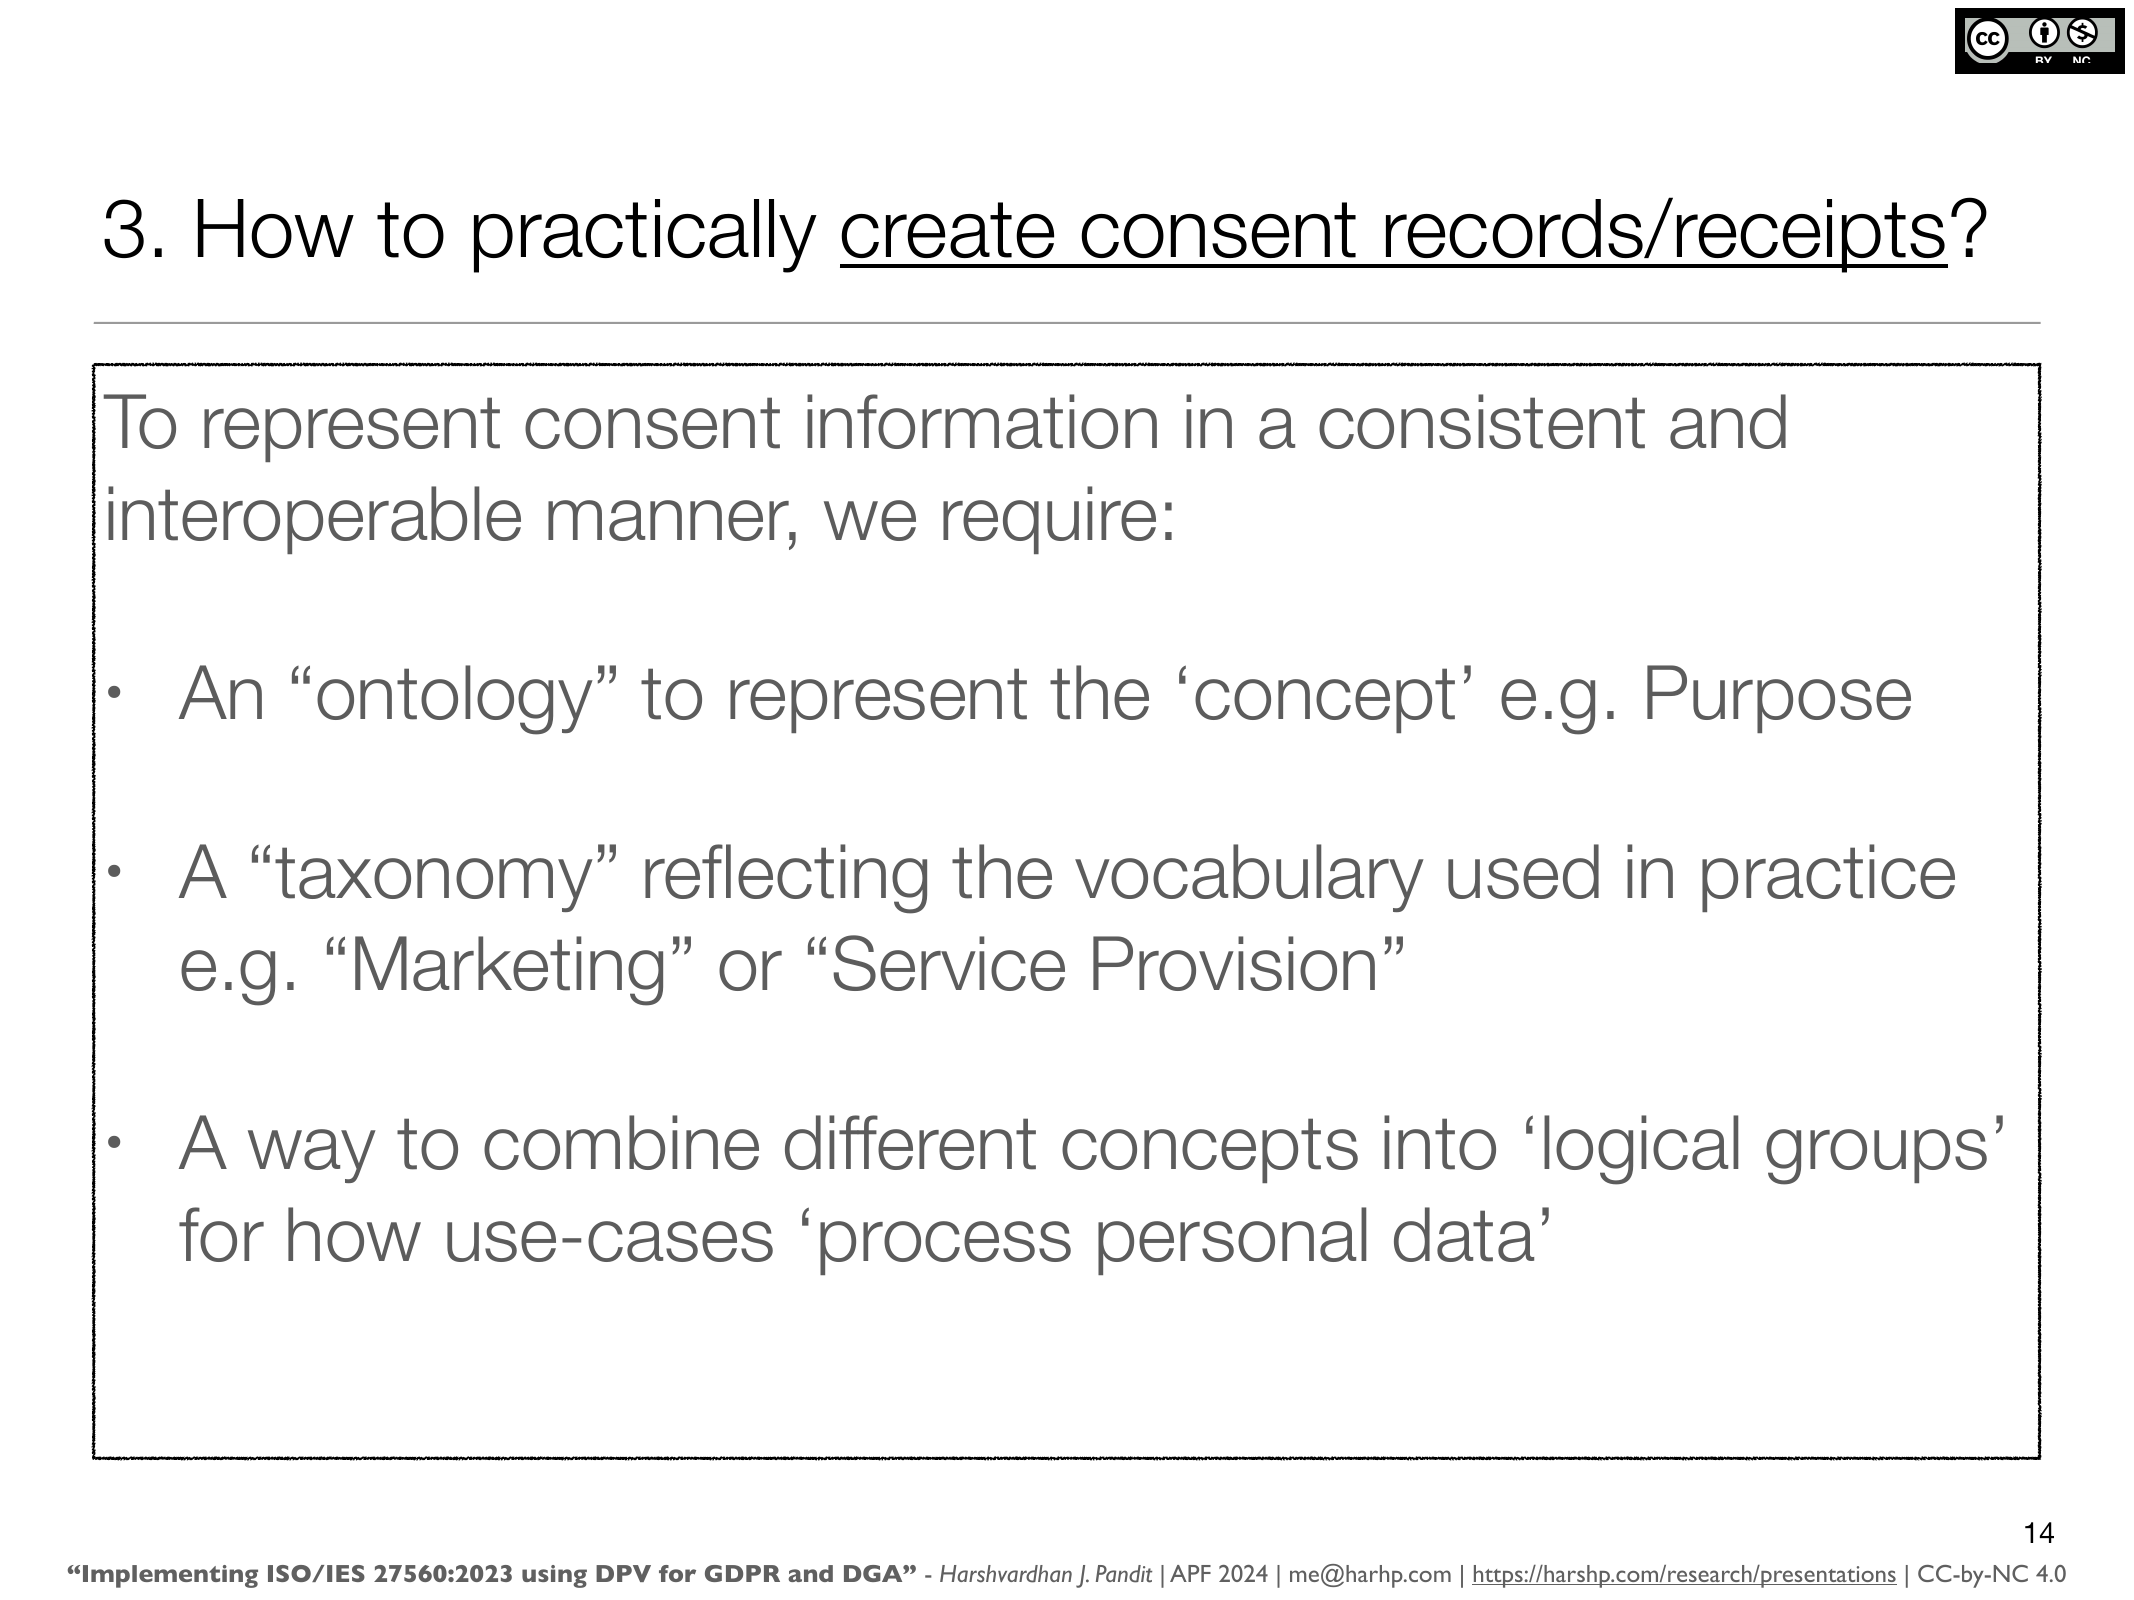 cc
BY NC
3. How to practically create consent records/receipts?
To represent consent information in a consistent and
interoperable manner, we require:
• An “ontology” to represent the ‘concept’ e.g. Purpose
• A “taxonomy” reflecting the vocabulary used in practice
e.g. “Marketing” or “Service Provision”
• A way to combine different concepts into ‘logical groups’
for how use-cases ‘process personal data’
14
“Implementing ISO/IES 27560:2023 using DPV for GDPR and DGA” - Harshvardhan J. Pandit | APF 2024 | me@harhp.com | https://harshp.com/research/presentations | CC-by-NC 4.0